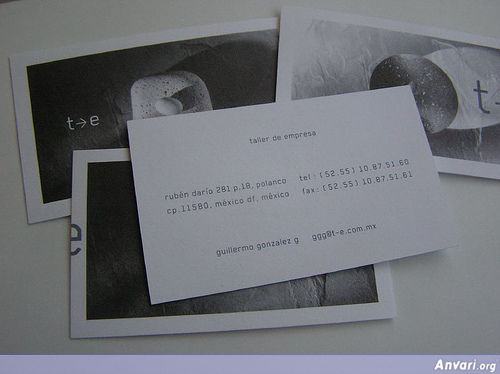 t→e
t
taller de empresa
rubén darío 281 p.18, polanco tel: (52.55) 10.87.51.60
cp.11580, méxico df, méxico fax: (52.55) 10.87.51.61
guillermo gonzalez g ggg@t-e.com.mx
e
Anvari.org